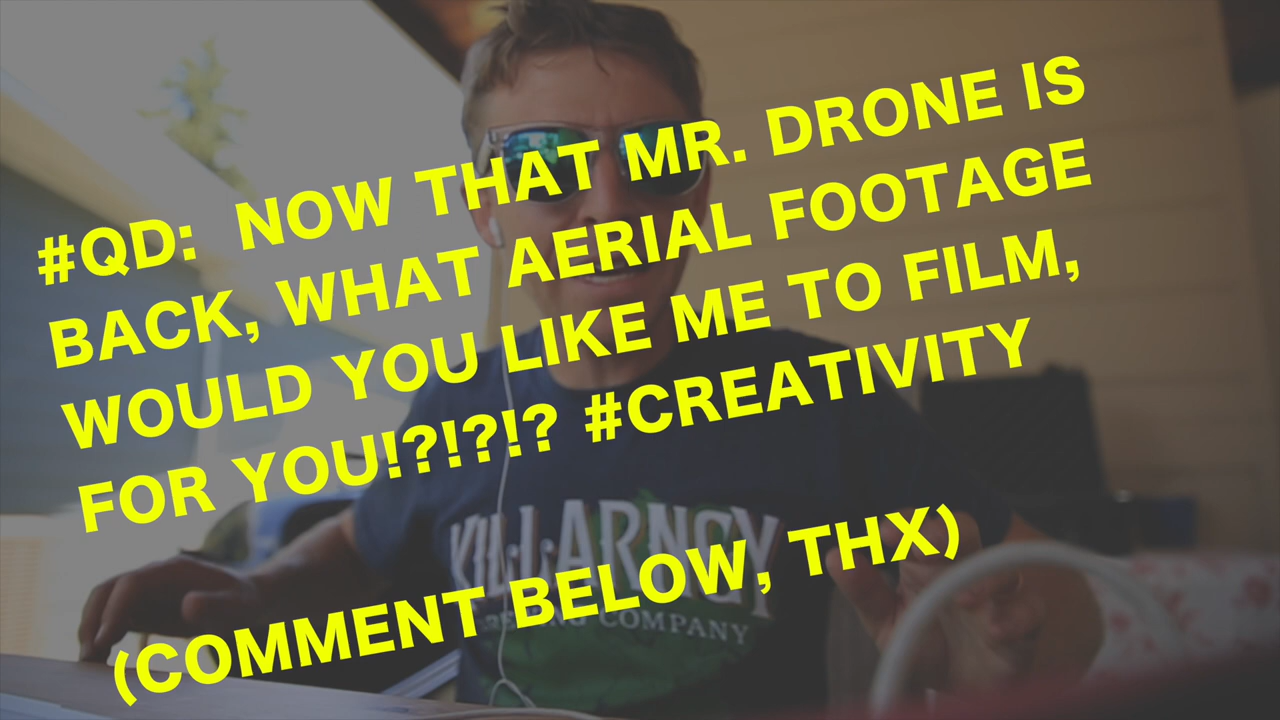 #QD:  NOW THAT MR. DRONE IS
BACK, WHAT AERIAL FOOTAGE
WOULD YOU LIKE ME TO FILM,
FOR YOU!?!?!? #CREATIVITY
(COMMENT BELOW, THX)
KILLARNEY
COMPANY